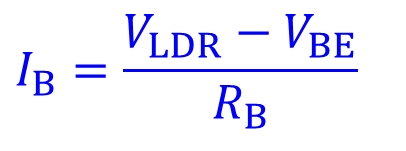 I_B = (V_LDR − V_BE) / R_B